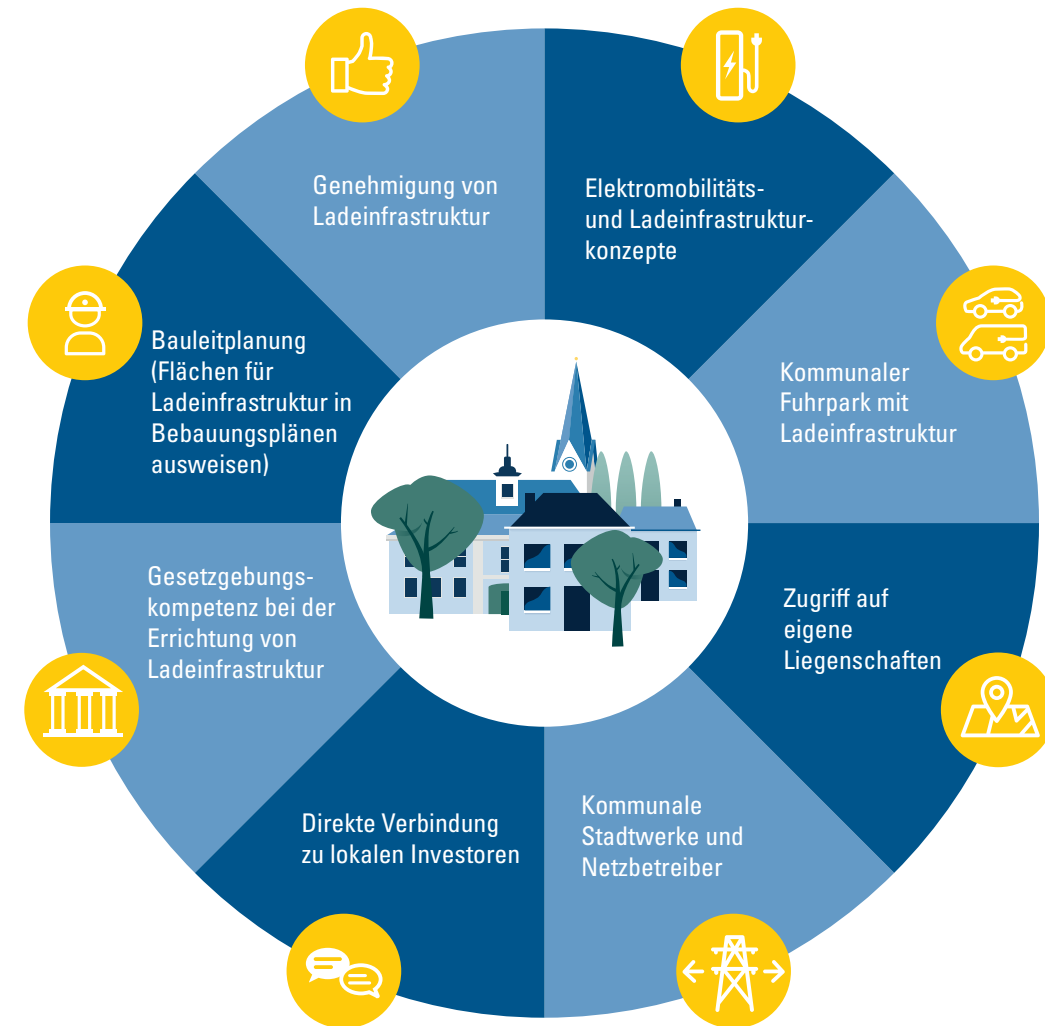 Genehmigung von
Ladeinfrastruktur
Elektromobilitäts-
und Ladeinfrastruktur-
konzepte
Kommunaler
Fuhrpark mit
Ladeinfrastruktur
Zugriff auf
eigene
Liegenschaften
Kommunale
Stadtwerke und
Netzbetreiber
Direkte Verbindung
zu lokalen Investoren
Gesetzgebungs-
kompetenz bei der
Errichtung von
Ladeinfrastruktur
Bauleitplanung
(Flächen für
Ladeinfrastruktur in
Bebauungsplänen
ausweisen)